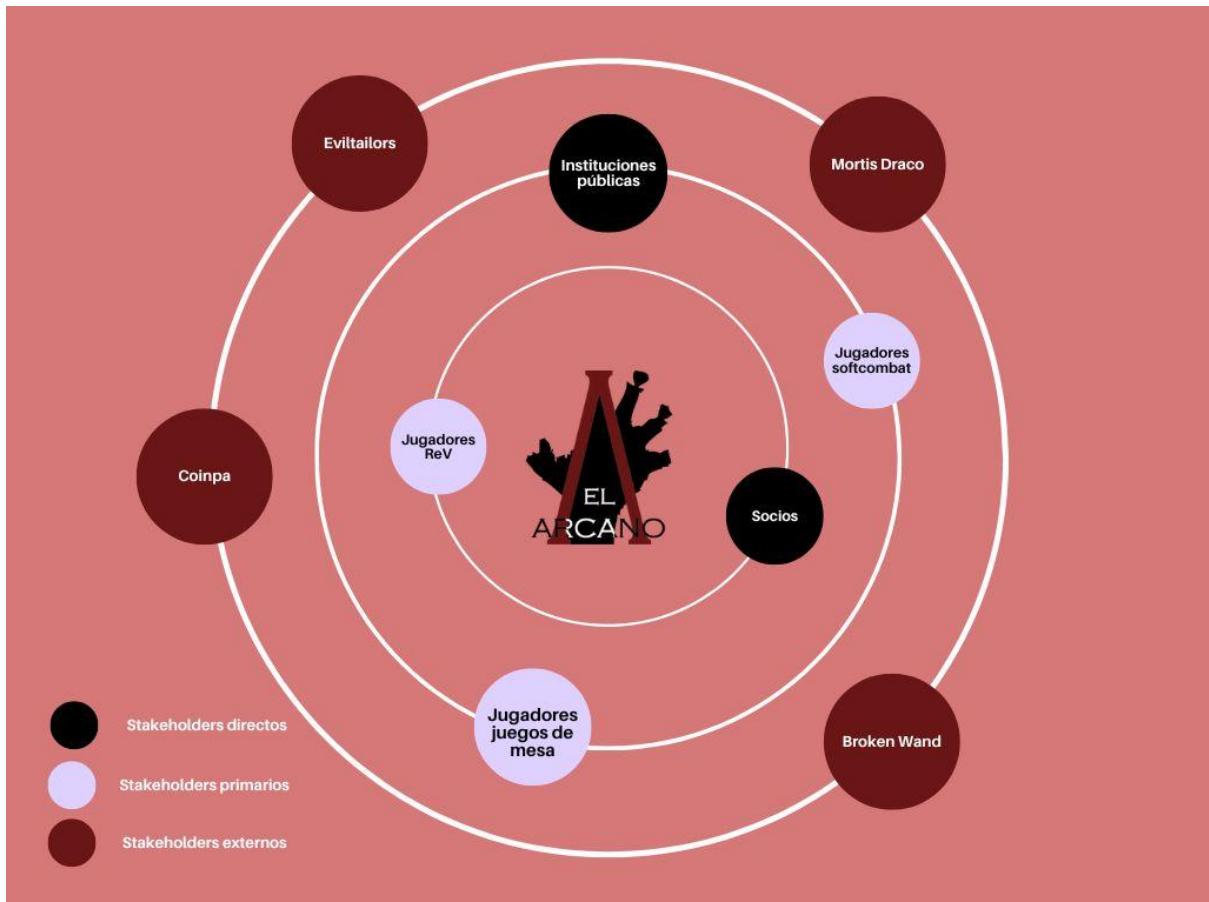 Eviltailors
Instituciones
públicas
Mortis Draco
Jugadores
softcombat
Jugadores
ReV
Coinpa
EL
ARCANO
Socios
Jugadores
juegos de
mesa
Broken Wand
Stakeholders directos
Stakeholders primarios
Stakeholders externos